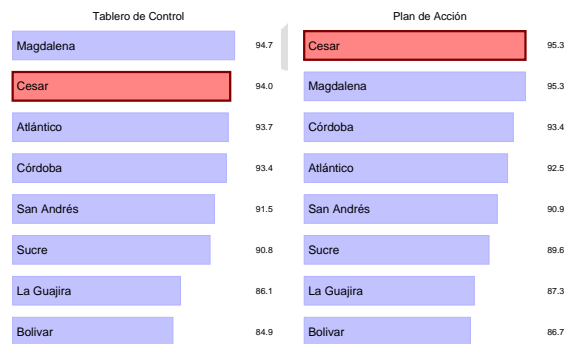 Tablero de Control
Magdalena 94.7
Cesar 94.0
Atlántico 93.7
Córdoba 93.4
San Andrés 91.5
Sucre 90.8
La Guajira 86.1
Bolivar 84.9
Plan de Acción
Cesar 95.3
Magdalena 95.3
Córdoba 93.4
Atlántico 92.5
San Andrés 90.9
Sucre 89.6
La Guajira 87.3
Bolivar 86.7